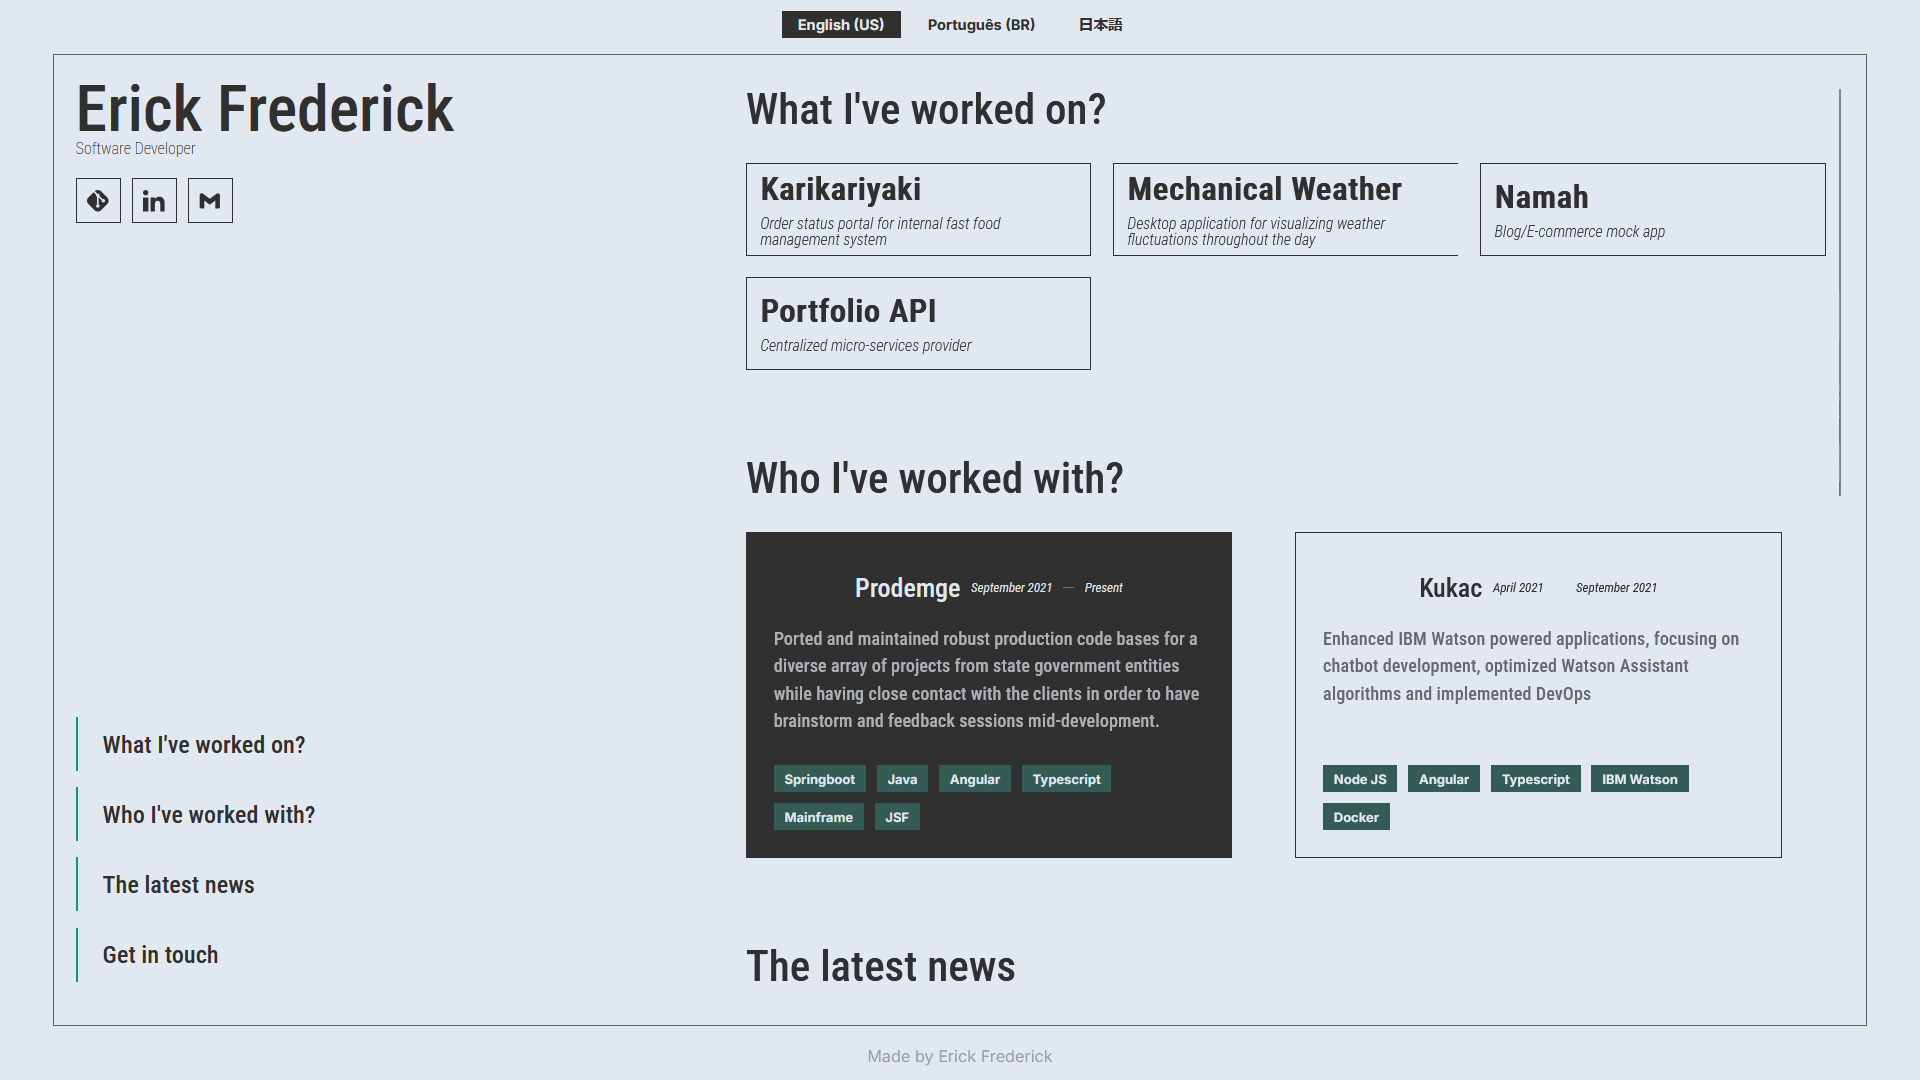 English (US)
Português (BR)
日本語
Erick Frederick
Software Developer
What I've worked on?
Karikariyaki
Order status portal for internal fast food
management system
Mechanical Weather
Desktop application for visualizing weather
fluctuations throughout the day
Namah
Blog/E-commerce mock app
Portfolio API
Centralized micro-services provider
Who I've worked with?
Prodemge September 2021 — Present
Ported and maintained robust production code bases for a
diverse array of projects from state government entities
while having close contact with the clients in order to have
brainstorm and feedback sessions mid-development.
Springboot Java Angular Typescript
Mainframe JSF
Kukac April 2021 September 2021
Enhanced IBM Watson powered applications, focusing on
chatbot development, optimized Watson Assistant
algorithms and implemented DevOps
Node JS Angular Typescript IBM Watson
Docker
The latest news
What I've worked on?
Who I've worked with?
The latest news
Get in touch
Made by Erick Frederick